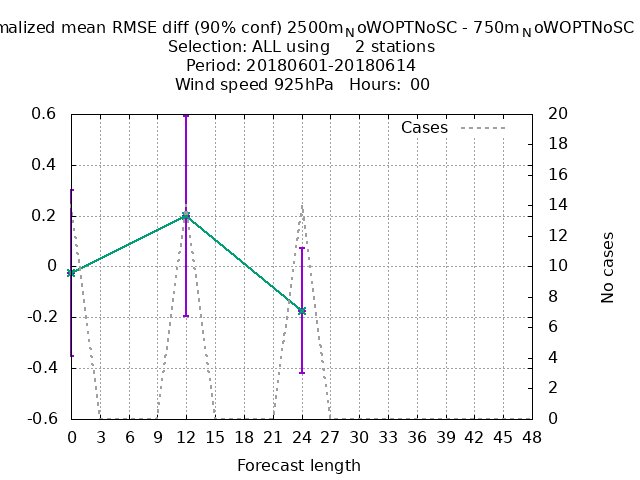 malized mean RMSE diff (90% conf) 2500mNoWOPTNoSC - 750mNoWOPTNoSC
Selection: ALL using 2 stations
Period: 20180601-20180614
Wind speed 925hPa Hours: 00
Cases
0.6
0.4
0.2
0
-0.2
-0.4
-0.6
20
18
16
14
12
10
8
6
4
2
0
No cases
0 3 6 9 12 15 18 21 24 27 30 33 36 39 42 45 48
Forecast length